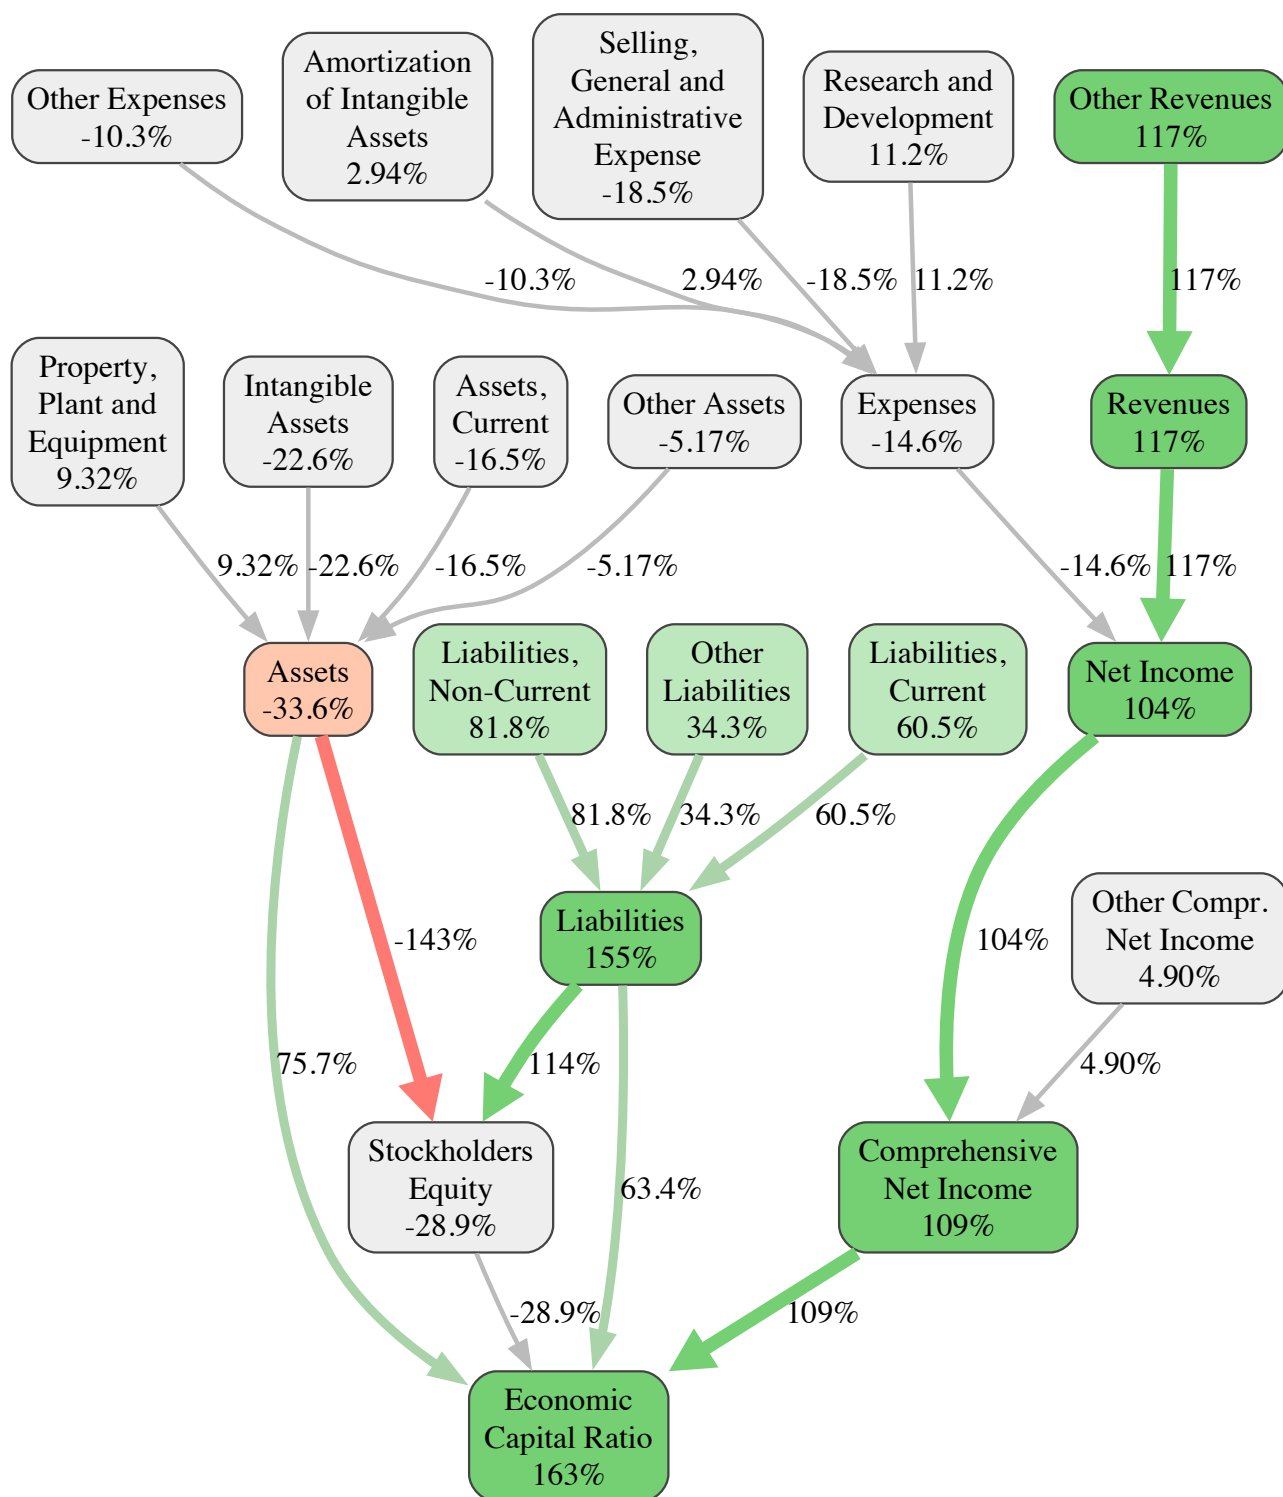 Other Expenses
-10.3%
Amortization
of Intangible
Assets
2.94%
Selling,
General and
Administrative
Expense
-18.5%
Research and
Development
11.2%
Other Revenues
117%
-10.3%
2.94%
-18.5%
11.2%
117%
Property,
Plant and
Equipment
9.32%
Intangible
Assets
-22.6%
Assets,
Current
-16.5%
Other Assets
-5.17%
Expenses
-14.6%
Revenues
117%
9.32%
-22.6%
-16.5%
-5.17%
-14.6%
117%
Assets
-33.6%
Liabilities,
Non-Current
81.8%
Other
Liabilities
34.3%
Liabilities,
Current
60.5%
Net Income
104%
81.8%
34.3%
60.5%
Liabilities
155%
-143%
104%
Other Compr.
Net Income
4.90%
75.7%
114%
4.90%
Stockholders
Equity
-28.9%
63.4%
Comprehensive
Net Income
109%
-28.9%
109%
Economic
Capital Ratio
163%